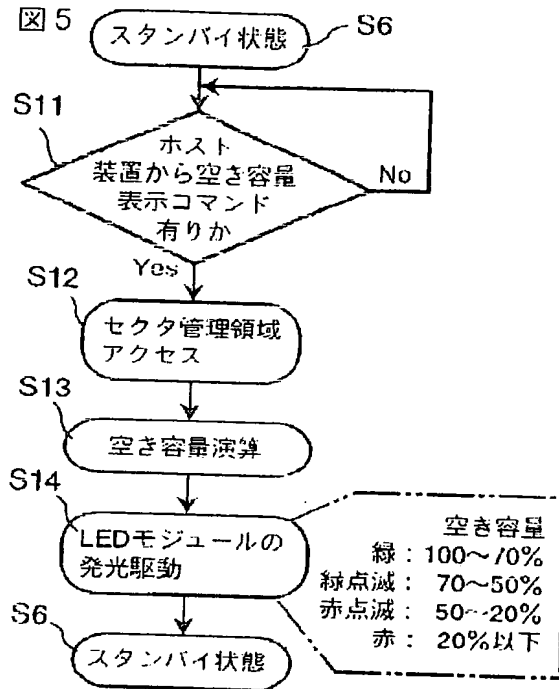 図5
スタンバイ状態
S6
S11
ホスト
装置から空き容量
表示コマンド
有りか
No
Yes
S12
セクタ管理領域
アクセス
S13
空き容量演算
S14
LEDモジュールの
発光駆動
空き容量
緑：100～70%
緑点滅：70～50%
赤点滅：50～20%
赤：20%以下
S6
スタンバイ状態